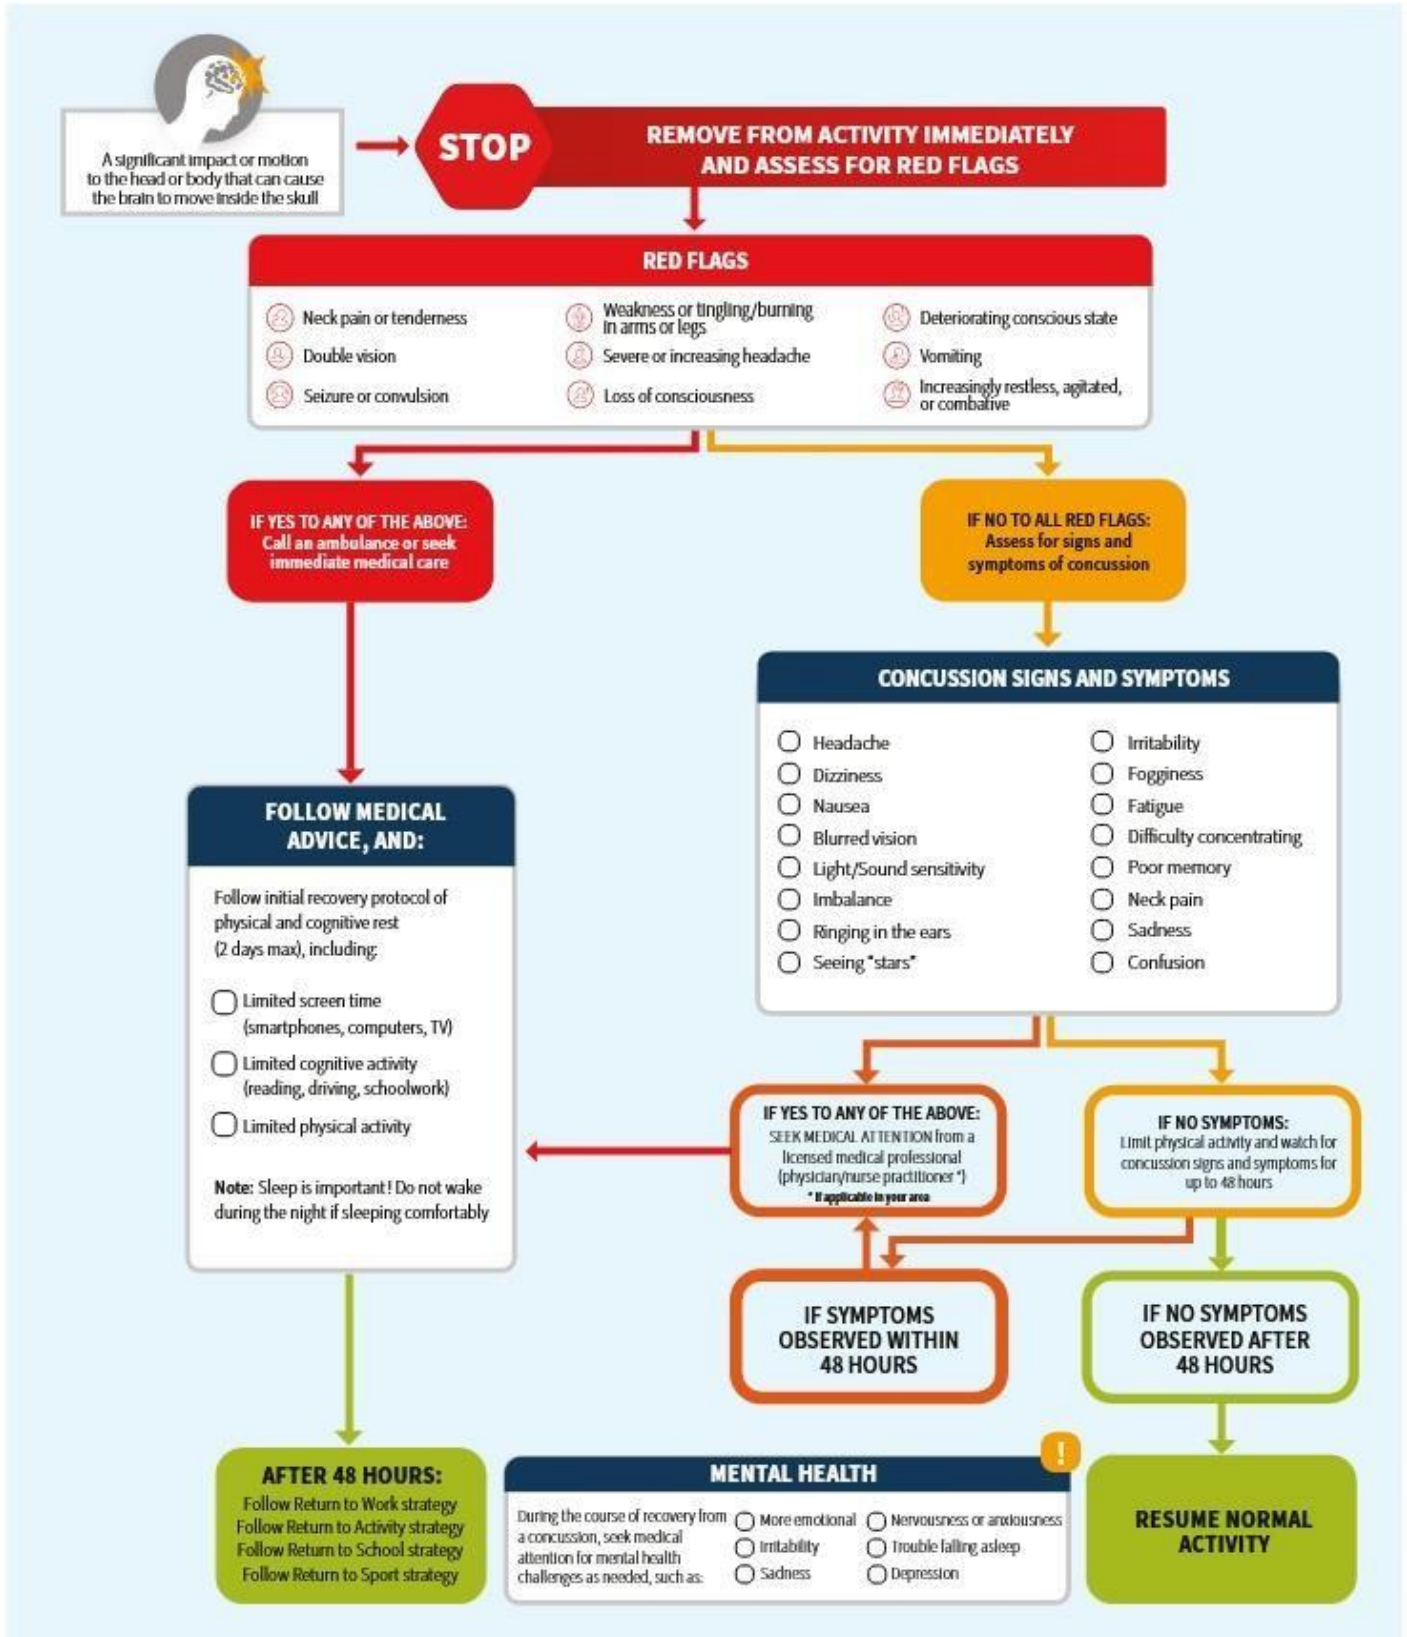 A significant impact or motion
to the head or body that can cause
the brain to move inside the skull
STOP
REMOVE FROM ACTIVITY IMMEDIATELY
AND ASSESS FOR RED FLAGS
RED FLAGS
Neck pain or tenderness
Double vision
Seizure or convulsion
Weakness or tingling/burning
in arms or legs
Severe or increasing headache
Loss of consciousness
Deteriorating conscious state
Vomiting
Increasingly restless, agitated,
or combative
IF YES TO ANY OF THE ABOVE:
Call an ambulance or seek
immediate medical care
IF NO TO ALL RED FLAGS:
Assess for signs and
symptoms of concussion
CONCUSSION SIGNS AND SYMPTOMS
Headache
Dizziness
Nausea
Blurred vision
Light/Sound sensitivity
Imbalance
Ringing in the ears
Seeing "stars"
Irritability
Fogginess
Fatigue
Difficulty concentrating
Poor memory
Neck pain
Sadness
Confusion
FOLLOW MEDICAL
ADVICE, AND:
Follow initial recovery protocol of
physical and cognitive rest
(2 days max), including:
Limited screen time
(smartphones, computers, TV)
Limited cognitive activity
(reading, driving, schoolwork)
Limited physical activity
Note: Sleep is important! Do not wake
during the night if sleeping comfortably
IF YES TO ANY OF THE ABOVE:
SEEK MEDICAL ATTENTION from a
licensed medical professional
(physician/nurse practitioner *)
* If applicable in your area
IF NO SYMPTOMS:
Limit physical activity and watch for
concussion signs and symptoms for
up to 48 hours
IF SYMPTOMS
OBSERVED WITHIN
48 HOURS
IF NO SYMPTOMS
OBSERVED AFTER
48 HOURS
AFTER 48 HOURS:
Follow Return to Work strategy
Follow Return to Activity strategy
Follow Return to School strategy
Follow Return to Sport strategy
!
MENTAL HEALTH
During the course of recovery from
a concussion, seek medical
attention for mental health
challenges as needed, such as:
More emotional
Irritability
Sadness
Nervousness or anxiousness
Trouble falling asleep
Depression
RESUME NORMAL
ACTIVITY